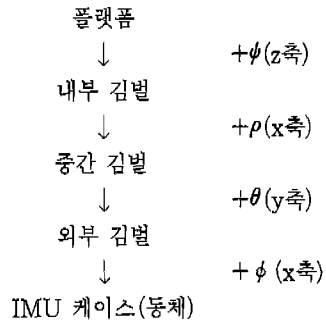 플랫폼
↓ +ψ(z축)
내부 김벌
↓ +ρ(x축)
중간 김벌
↓ +θ(y축)
외부 김벌
↓ +ϕ (x축)
IMU 케이스(동체)